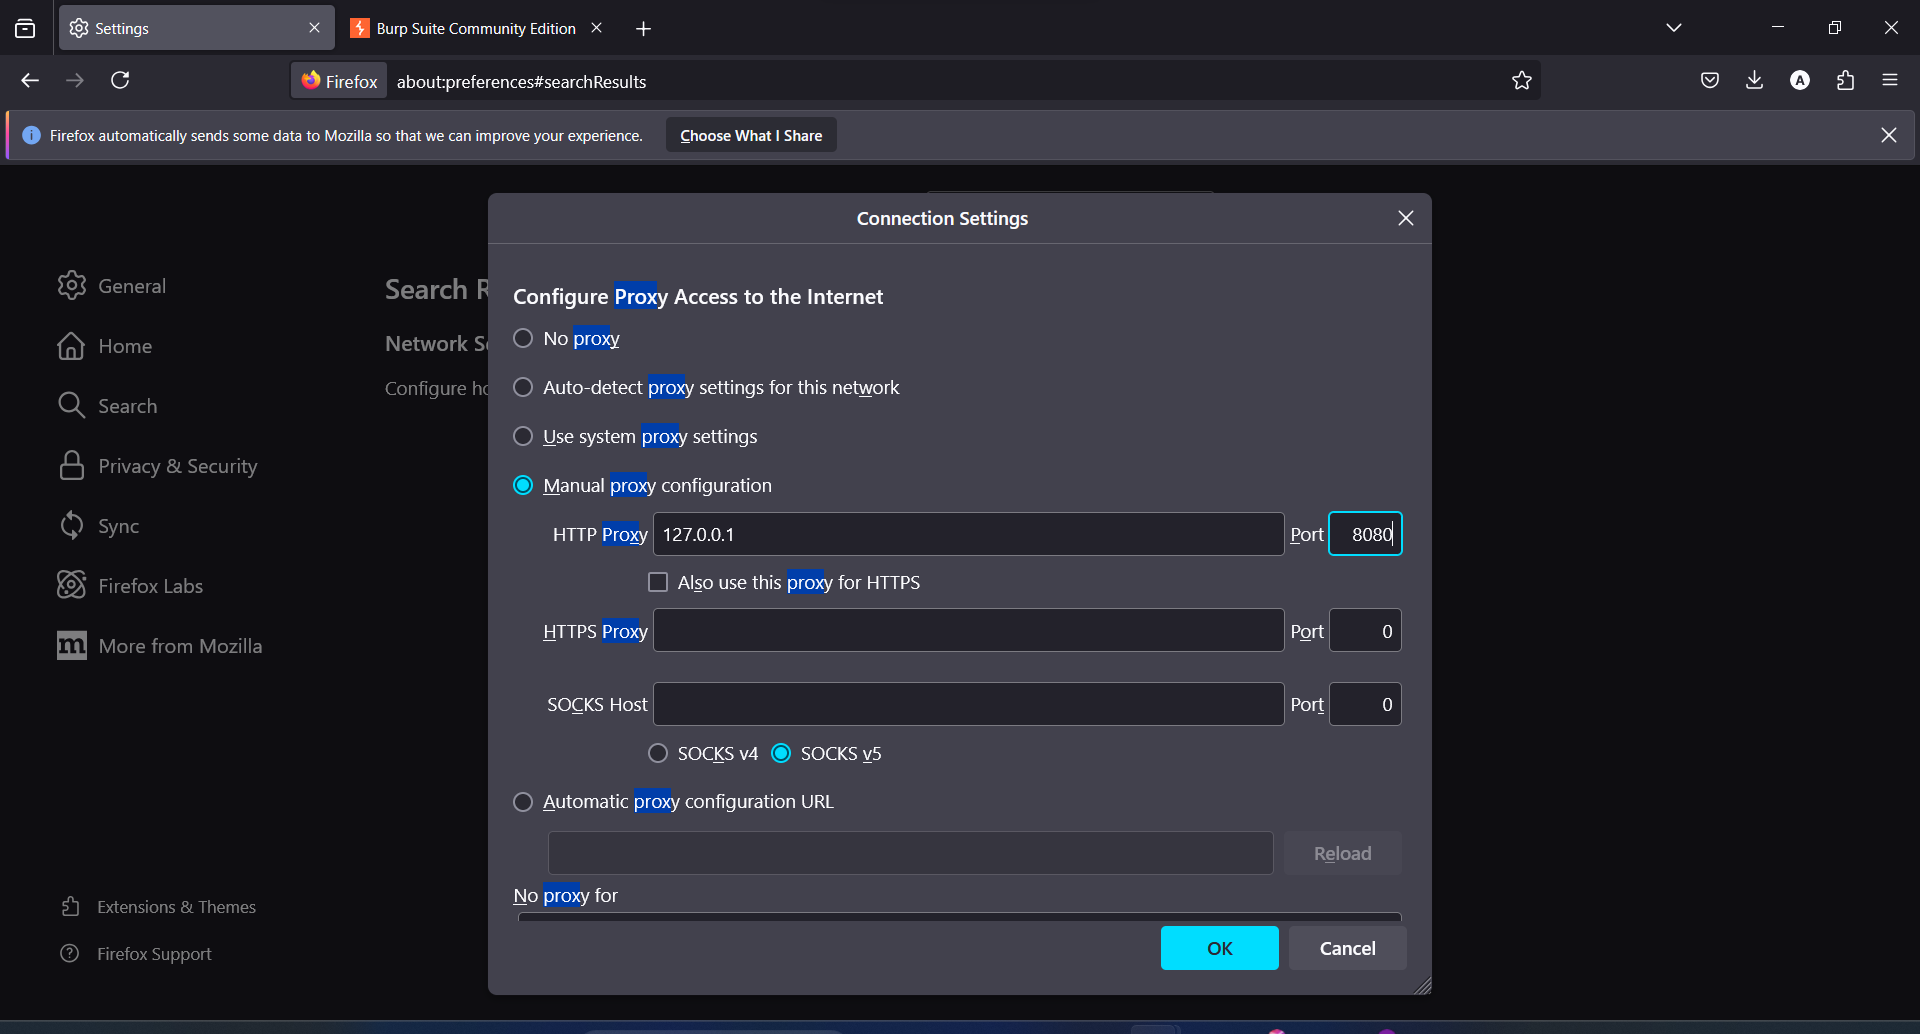 Settings
Burp Suite Community Edition
Firefox
about:preferences#searchResults
A
Firefox automatically sends some data to Mozilla so that we can improve your experience.
Choose What I Share
Connection Settings
General
Home
Search
Privacy & Security
Sync
Firefox Labs
m
More from Mozilla
Extensions & Themes
Firefox Support
Search R
Network S
Configure ho
Configure Proxy Access to the Internet
No proxy
Auto-detect proxy settings for this network
Use system proxy settings
Manual proxy configuration
HTTP Proxy 127.0.0.1 Port 8080
Also use this proxy for HTTPS
HTTPS Proxy Port 0
SOCKS Host Port 0
SOCKS v4 SOCKS v5
Automatic proxy configuration URL
Reload
No proxy for
OK Cancel